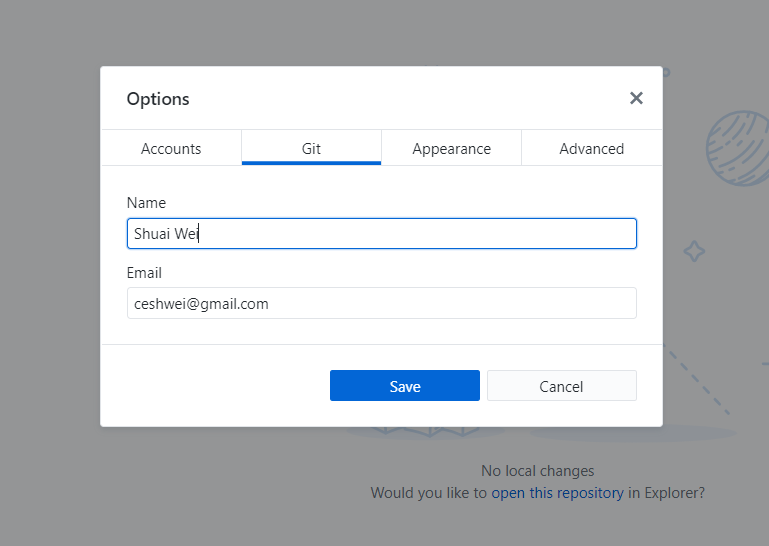 Options
Accounts Git Appearance Advanced
Name
Shuai Wei
Email
ceshwei@gmail.com
Save Cancel
No local changes
Would you like to open this repository in Explorer?